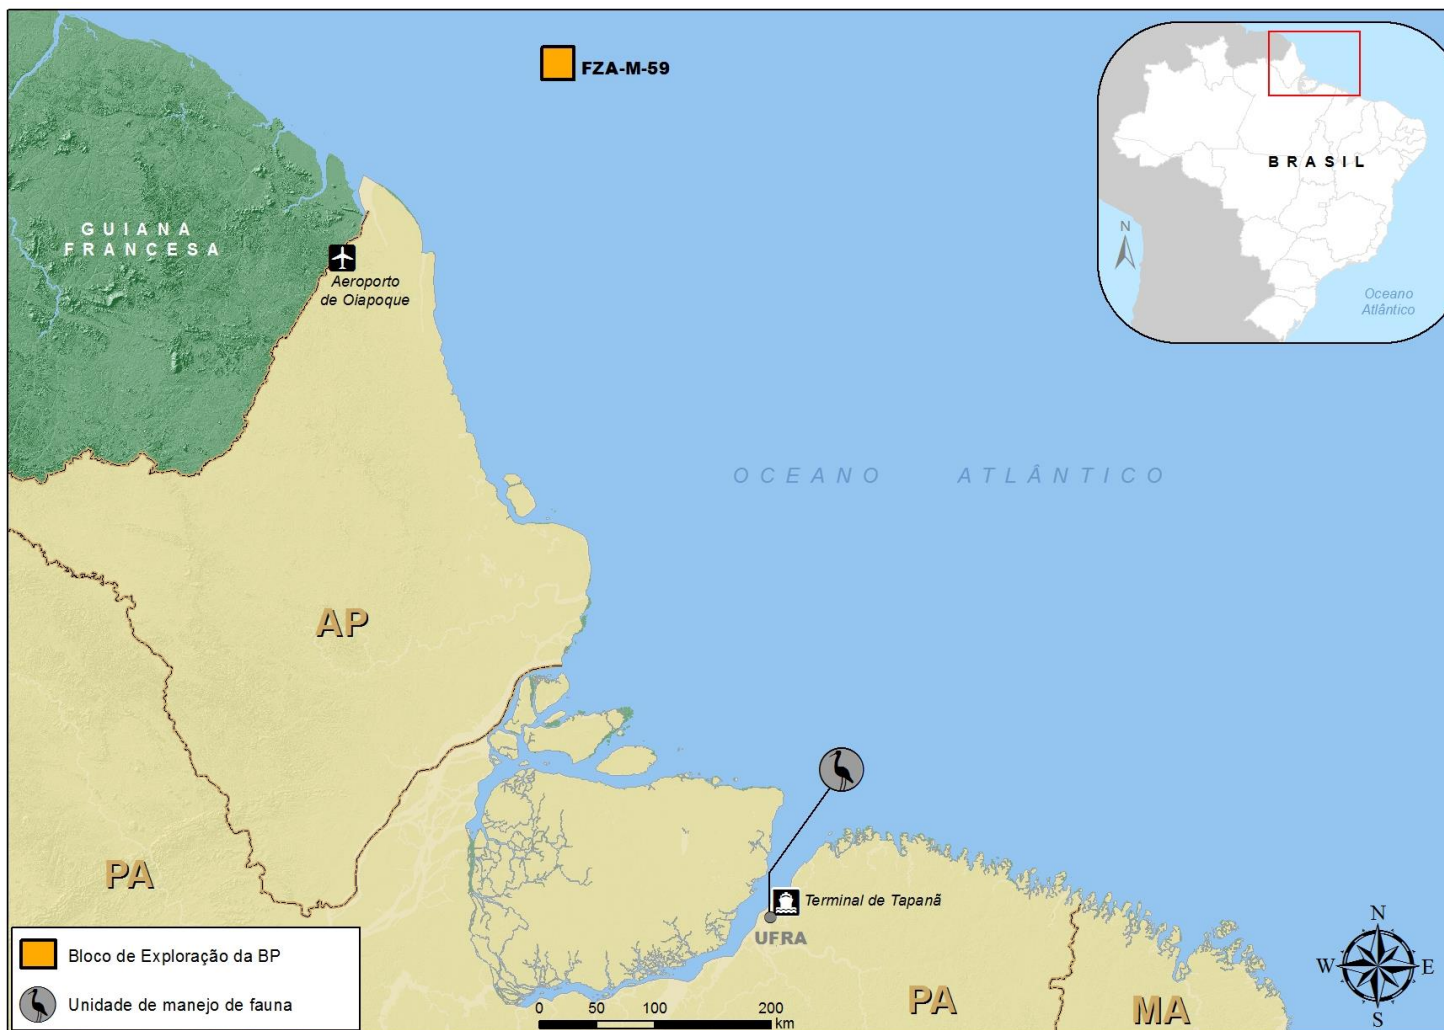 FZA-M-59
BRASIL
N
Oceano
Atlântico
GUIANA
FRANCESA
Aeroporto
de Oiapoque
OCEANO ATLÂNTICO
AP
PA
Terminal de Tapanã
UFRA
PA
MA
N
W E
S
Bloco de Exploração da BP
Unidade de manejo de fauna
0 50 100 200
km